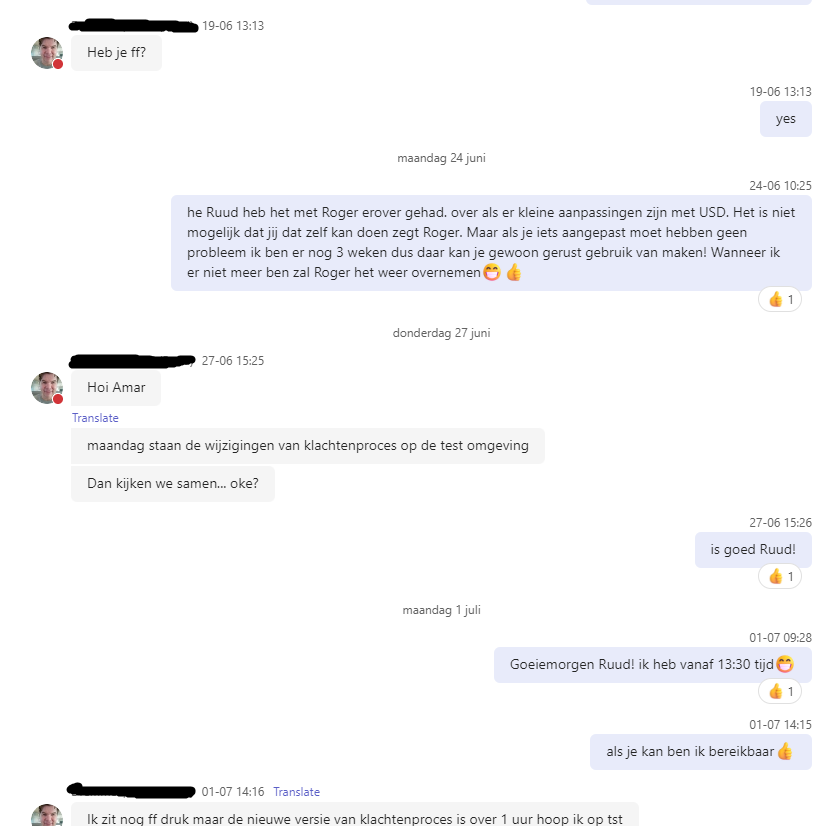 19-06 13:13
Heb je ff?
19-06 13:13
yes
maandag 24 juni
24-06 10:25
he Ruud heb het met Roger erover gehad. over als er kleine aanpassingen zijn met USD. Het is niet
mogelijk dat jij dat zelf kan doen zegt Roger. Maar als je iets aangepast moet hebben geen
probleem ik ben er nog 3 weken dus daar kan je gewoon gerust gebruik van maken! Wanneer ik
er niet meer ben zal Roger het weer overnemen😁👍
👍 1
donderdag 27 juni
27-06 15:25
Hoi Amar
Translate
maandag staan de wijzigingen van klachtenproces op de test omgeving
Dan kijken we samen... oke?
27-06 15:26
is goed Ruud!
👍 1
maandag 1 juli
01-07 09:28
Goeiemorgen Ruud! ik heb vanaf 13:30 tijd😁
👍 1
01-07 14:15
als je kan ben ik bereikbaar👍
01-07 14:16 Translate
Ik zit nog ff druk maar de nieuwe versie van klachtenproces is over 1 uur hoop ik op tst